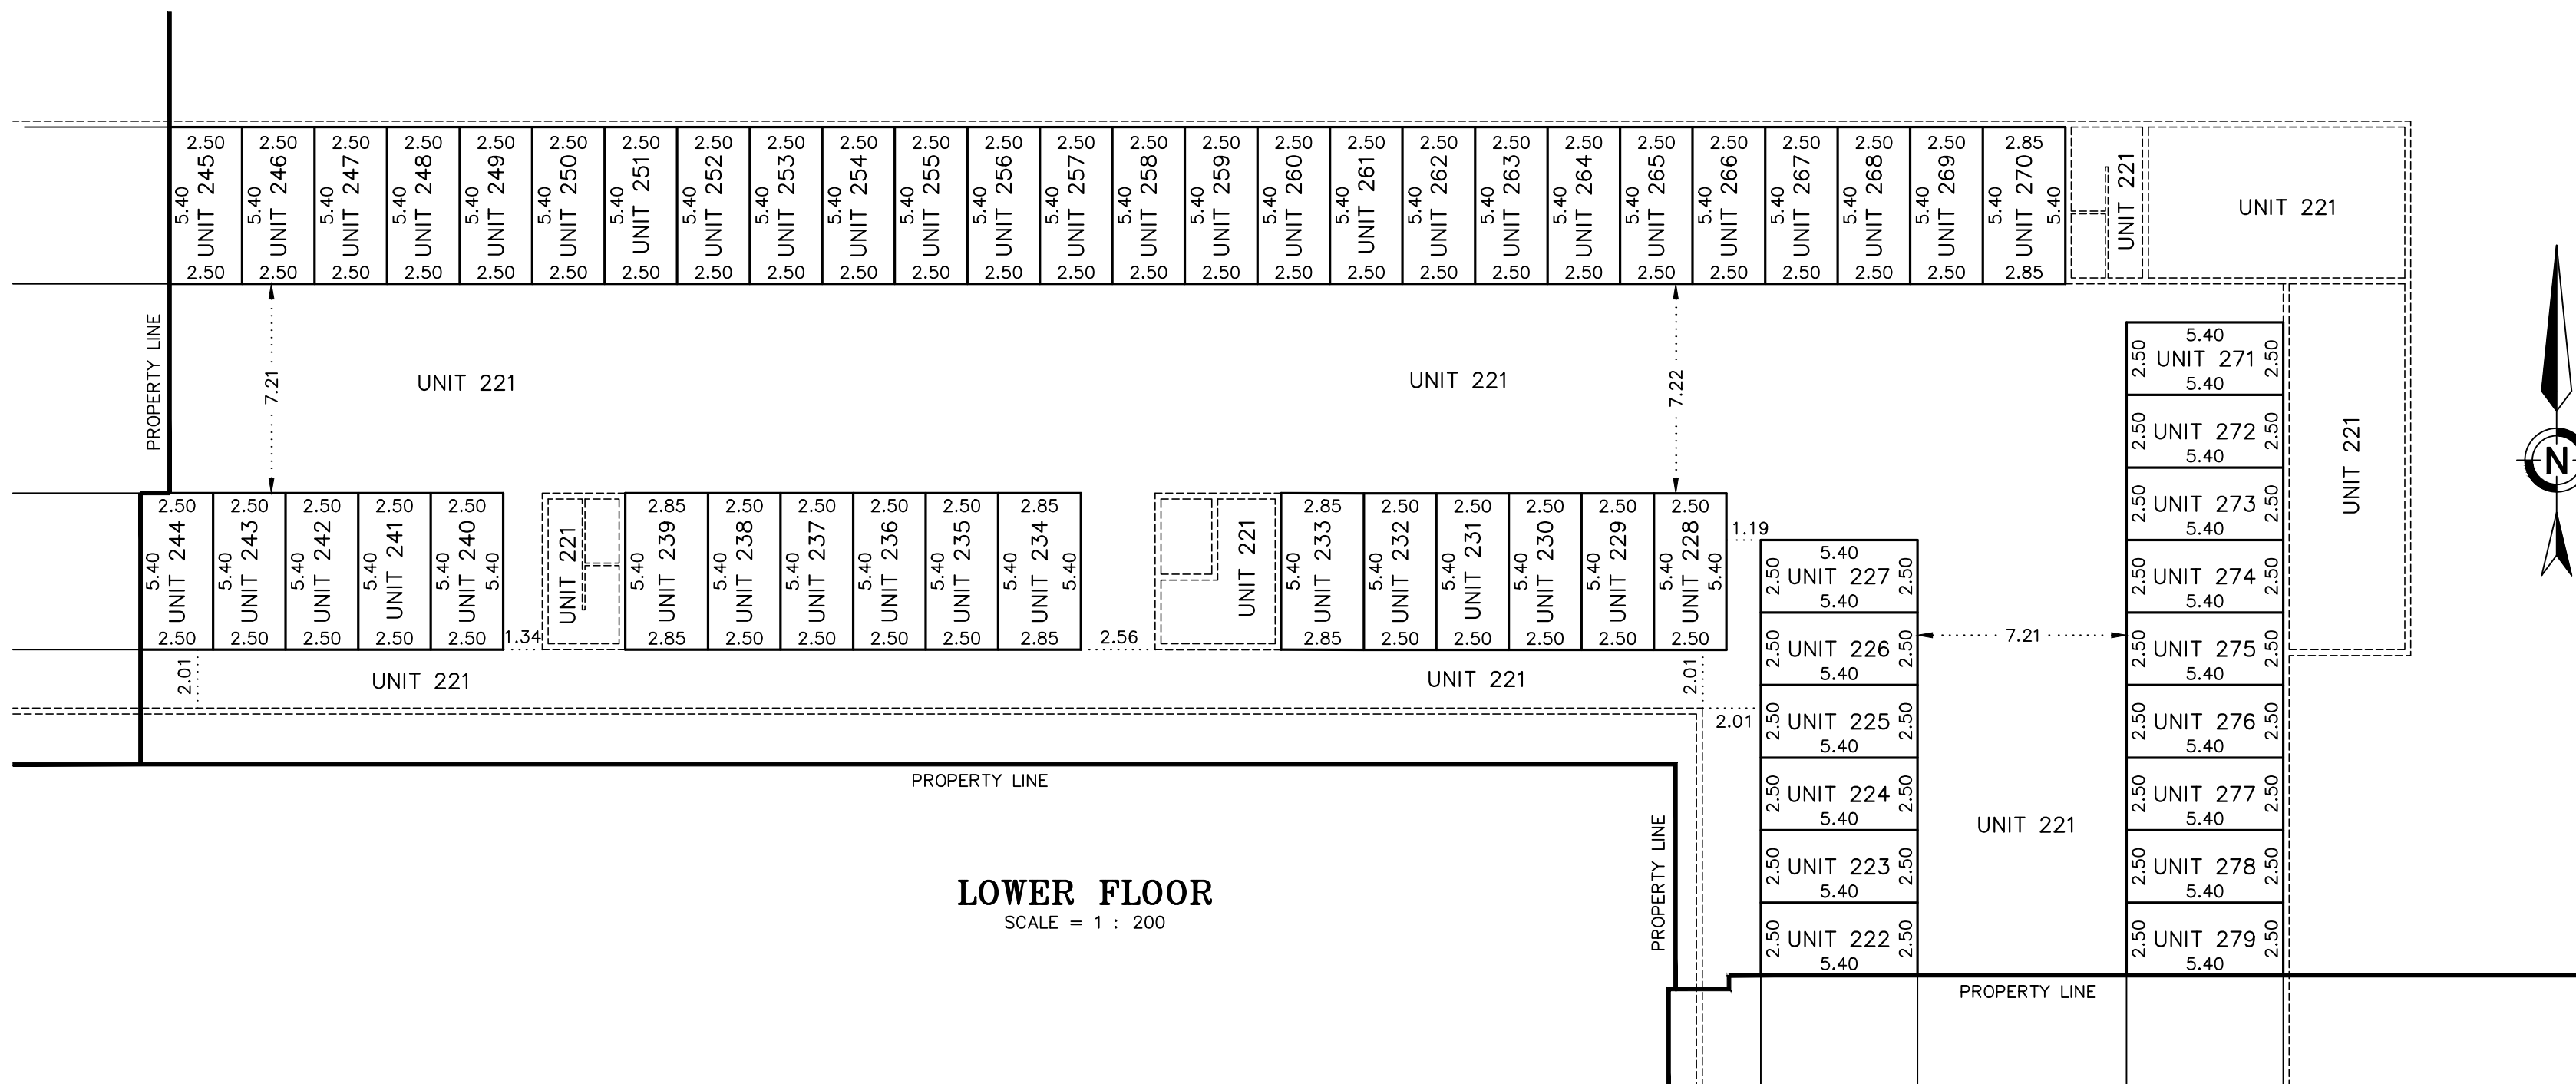 2.50 2.50 2.50 2.50 2.50 2.50 2.50 2.50 2.50 2.50 2.50 2.50 2.50 2.50 2.50 2.50 2.50 2.50 2.50 2.50 2.50 2.50 2.50 2.50 2.50 2.85
5.40 UNIT 245
5.40 UNIT 246
5.40 UNIT 247
5.40 UNIT 248
5.40 UNIT 249
5.40 UNIT 250
5.40 UNIT 251
5.40 UNIT 252
5.40 UNIT 253
5.40 UNIT 254
5.40 UNIT 255
5.40 UNIT 256
5.40 UNIT 257
5.40 UNIT 258
5.40 UNIT 259
5.40 UNIT 260
5.40 UNIT 261
5.40 UNIT 262
5.40 UNIT 263
5.40 UNIT 264
5.40 UNIT 265
5.40 UNIT 266
5.40 UNIT 267
5.40 UNIT 268
5.40 UNIT 269
5.40 UNIT 270 5.40
UNIT 221
UNIT 221
2.50 2.50 2.50 2.50 2.50 2.50 2.50 2.50 2.50 2.50 2.50 2.50 2.50 2.50 2.50 2.50 2.50 2.50 2.50 2.50 2.50 2.50 2.50 2.50 2.50 2.85
PROPERTY LINE
7.21
UNIT 221
UNIT 221
7.22
2.50 2.50 2.50 2.50 2.50
5.40 UNIT 244
5.40 UNIT 243
5.40 UNIT 242
5.40 UNIT 241
5.40 UNIT 240 5.40
2.50 2.50 2.50 2.50 2.50
1.34
UNIT 221
2.85 2.50 2.50 2.50 2.50 2.85
5.40 UNIT 239
5.40 UNIT 238
5.40 UNIT 237
5.40 UNIT 236
5.40 UNIT 235
5.40 UNIT 234 5.40
2.85 2.50 2.50 2.50 2.50 2.85
2.56
UNIT 221
2.85 2.50 2.50 2.50 2.50 2.50
5.40 UNIT 233
5.40 UNIT 232
5.40 UNIT 231
5.40 UNIT 230
5.40 UNIT 229
5.40 UNIT 228 5.40
2.85 2.50 2.50 2.50 2.50 2.50
1.19
2.01
UNIT 221
UNIT 221
2.01
2.01
5.40
2.50 UNIT 227 2.50
5.40
2.50 UNIT 226 2.50
5.40
2.50 UNIT 225 2.50
5.40
2.50 UNIT 224 2.50
5.40
2.50 UNIT 223 2.50
5.40
2.50 UNIT 222 2.50
5.40
7.21
UNIT 221
5.40
2.50 UNIT 271 2.50
5.40
2.50 UNIT 272 2.50
5.40
2.50 UNIT 273 2.50
5.40
2.50 UNIT 274 2.50
5.40
2.50 UNIT 275 2.50
5.40
2.50 UNIT 276 2.50
5.40
2.50 UNIT 277 2.50
5.40
2.50 UNIT 278 2.50
5.40
2.50 UNIT 279 2.50
5.40
UNIT 221
N
PROPERTY LINE
PROPERTY LINE
PROPERTY LINE
LOWER FLOOR
SCALE = 1 : 200